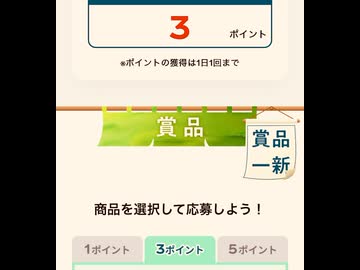 3 ポイント
※ポイントの獲得は1日1回まで
賞品
賞品
一新
商品を選択して応募しよう！
1ポイント 3ポイント 5ポイント